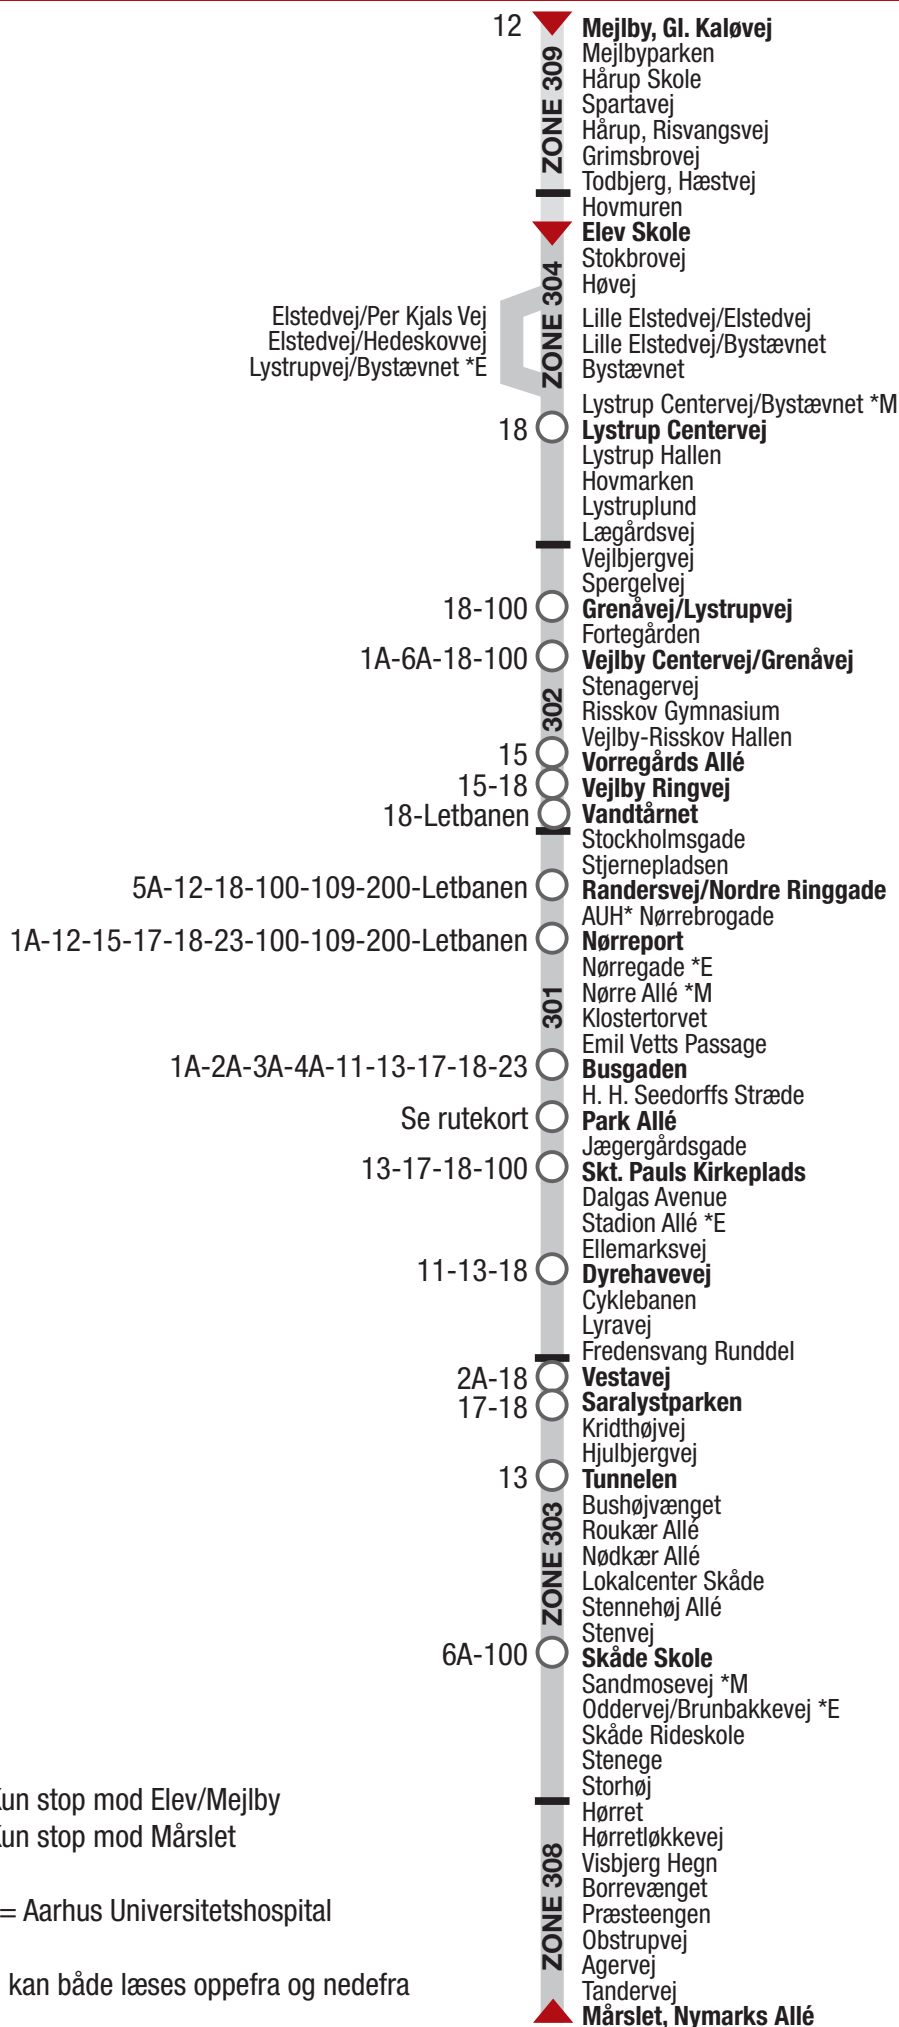 12 Mejlby, Gl. Kaløvej
Mejlbyparken
Hårup Skole
Spartavej
Hårup, Risvangsvej
Grimsbrovej
Todbjerg, Hæstvej
ZONE 309
Hovmuren
Elev Skole
Stokbrovej
Høvej
ZONE 304
Elstedvej/Per Kjals Vej
Elstedvej/Hedeskovvej
Lystrupvej/Bystævnet *E
Lille Elstedvej/Elstedvej
Lille Elstedvej/Bystævnet
Bystævnet
Lystrup Centervej/Bystævnet *M
18 Lystrup Centervej
Lystrup Hallen
Hovmarken
Lystruplund
Lægårdsvej
Vejlbjergvej
Spergelvej
18-100 Grenåvej/Lystrupvej
Fortegården
1A-6A-18-100 Vejlby Centervej/Grenåvej
Stenagervej
Risskov Gymnasium
302
Vejlby-Risskov Hallen
15 Vorregårds Allé
15-18 Vejlby Ringvej
18-Letbanen Vandtårnet
Stockholmsgade
Stjernepladsen
5A-12-18-100-109-200-Letbanen Randersvej/Nordre Ringgade
AUH* Nørrebrogade
1A-12-15-17-18-23-100-109-200-Letbanen Nørreport
Nørregade *E
Nørre Allé *M
301
Klostertorvet
Emil Vetts Passage
1A-2A-3A-4A-11-13-17-18-23 Busgaden
H. H. Seedorffs Stræde
Se rutekort Park Allé
Jægergårdsgade
13-17-18-100 Skt. Pauls Kirkeplads
Dalgas Avenue
Stadion Allé *E
Ellemarksvej
11-13-18 Dyrehavevej
Cyklebanen
Lyravej
Fredensvang Runddel
2A-18 Vestavej
17-18 Saralystparken
Kridthøjvej
Hjulbjergvej
13 Tunnelen
Bushøjvænget
Roukær Allé
Nødkær Allé
Lokalcenter Skåde
Stennehøj Allé
Stenvej
ZONE 303
6A-100 Skåde Skole
Sandmosevej *M
Oddervej/Brunbakkevej *E
Skåde Rideskole
Stenege
Storhøj
Hørret
Hørretløkkevej
Visbjerg Hegn
Borrevænget
Præsteengen
Obstrupvej
Agervej
Tandervej
ZONE 308
Mårslet, Nymarks Allé
Kun stop mod Elev/Mejlby
Kun stop mod Mårslet
= Aarhus Universitetshospital
kan både læses oppefra og nedefra